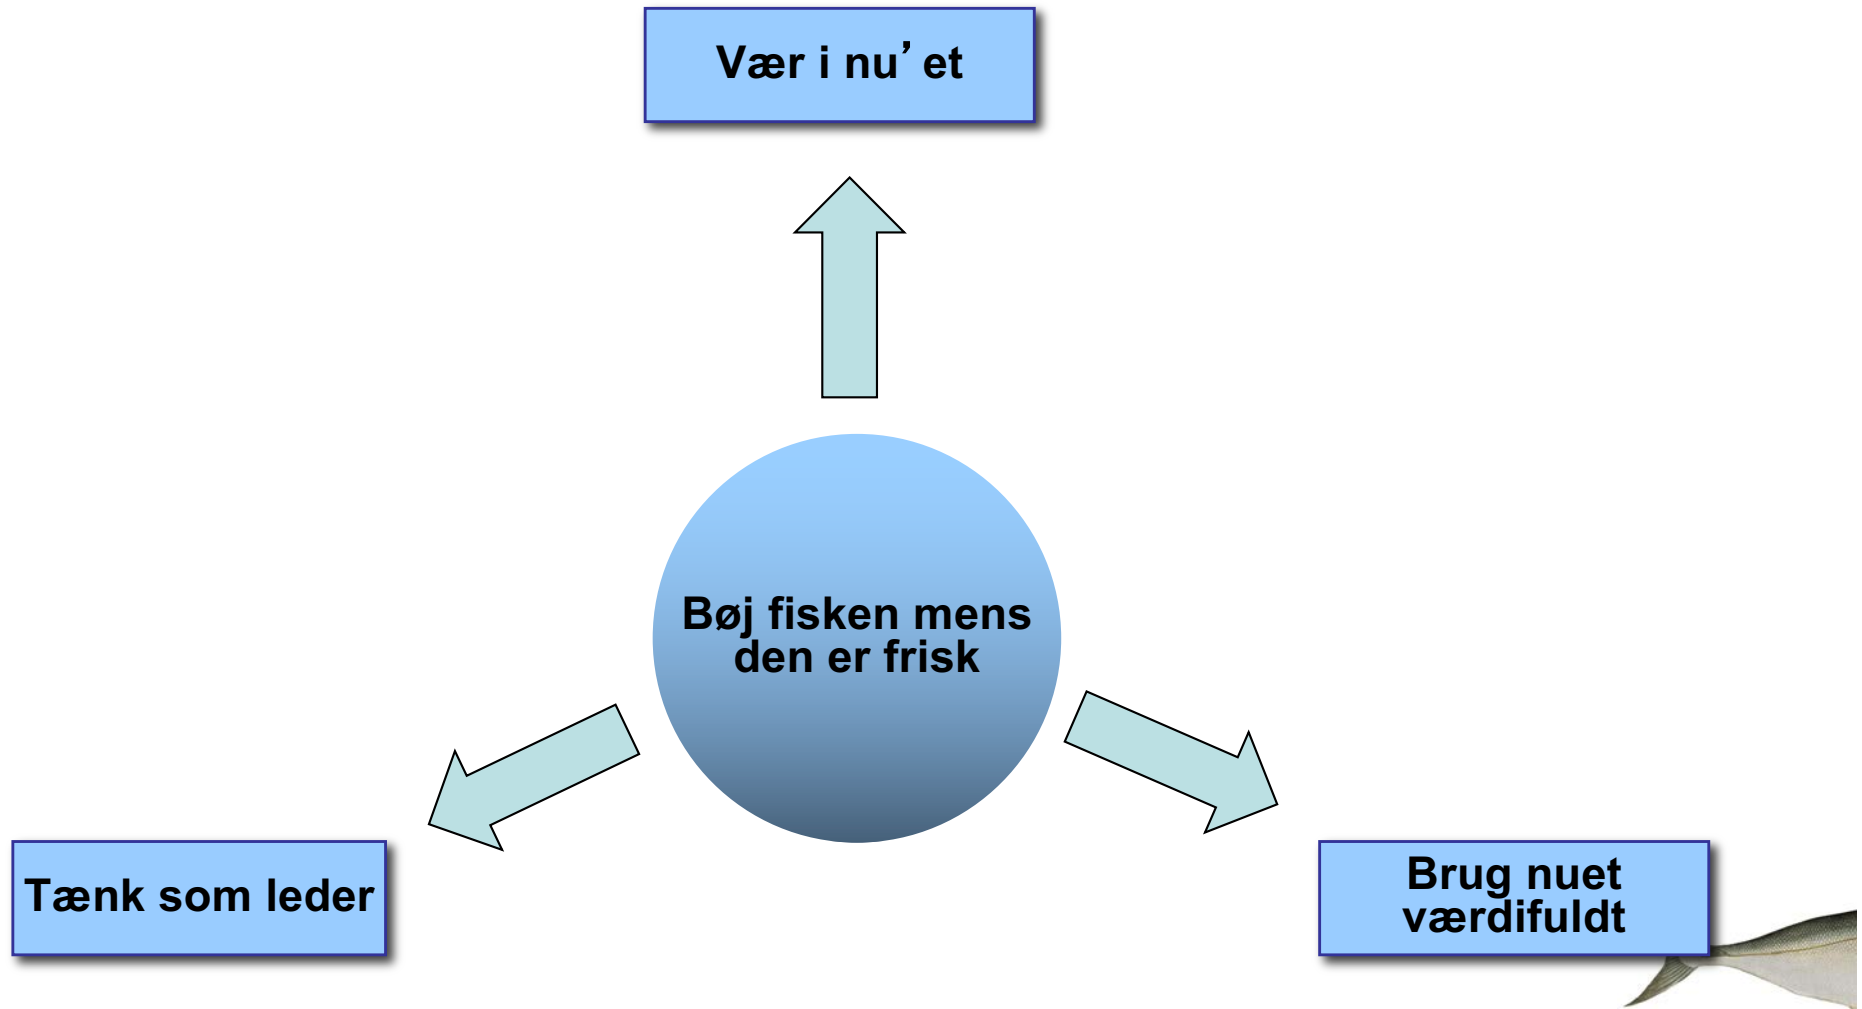 Vær i nu’ et
Bøj fisken mens
den er frisk
Tænk som leder
Brug nuet
værdifuldt